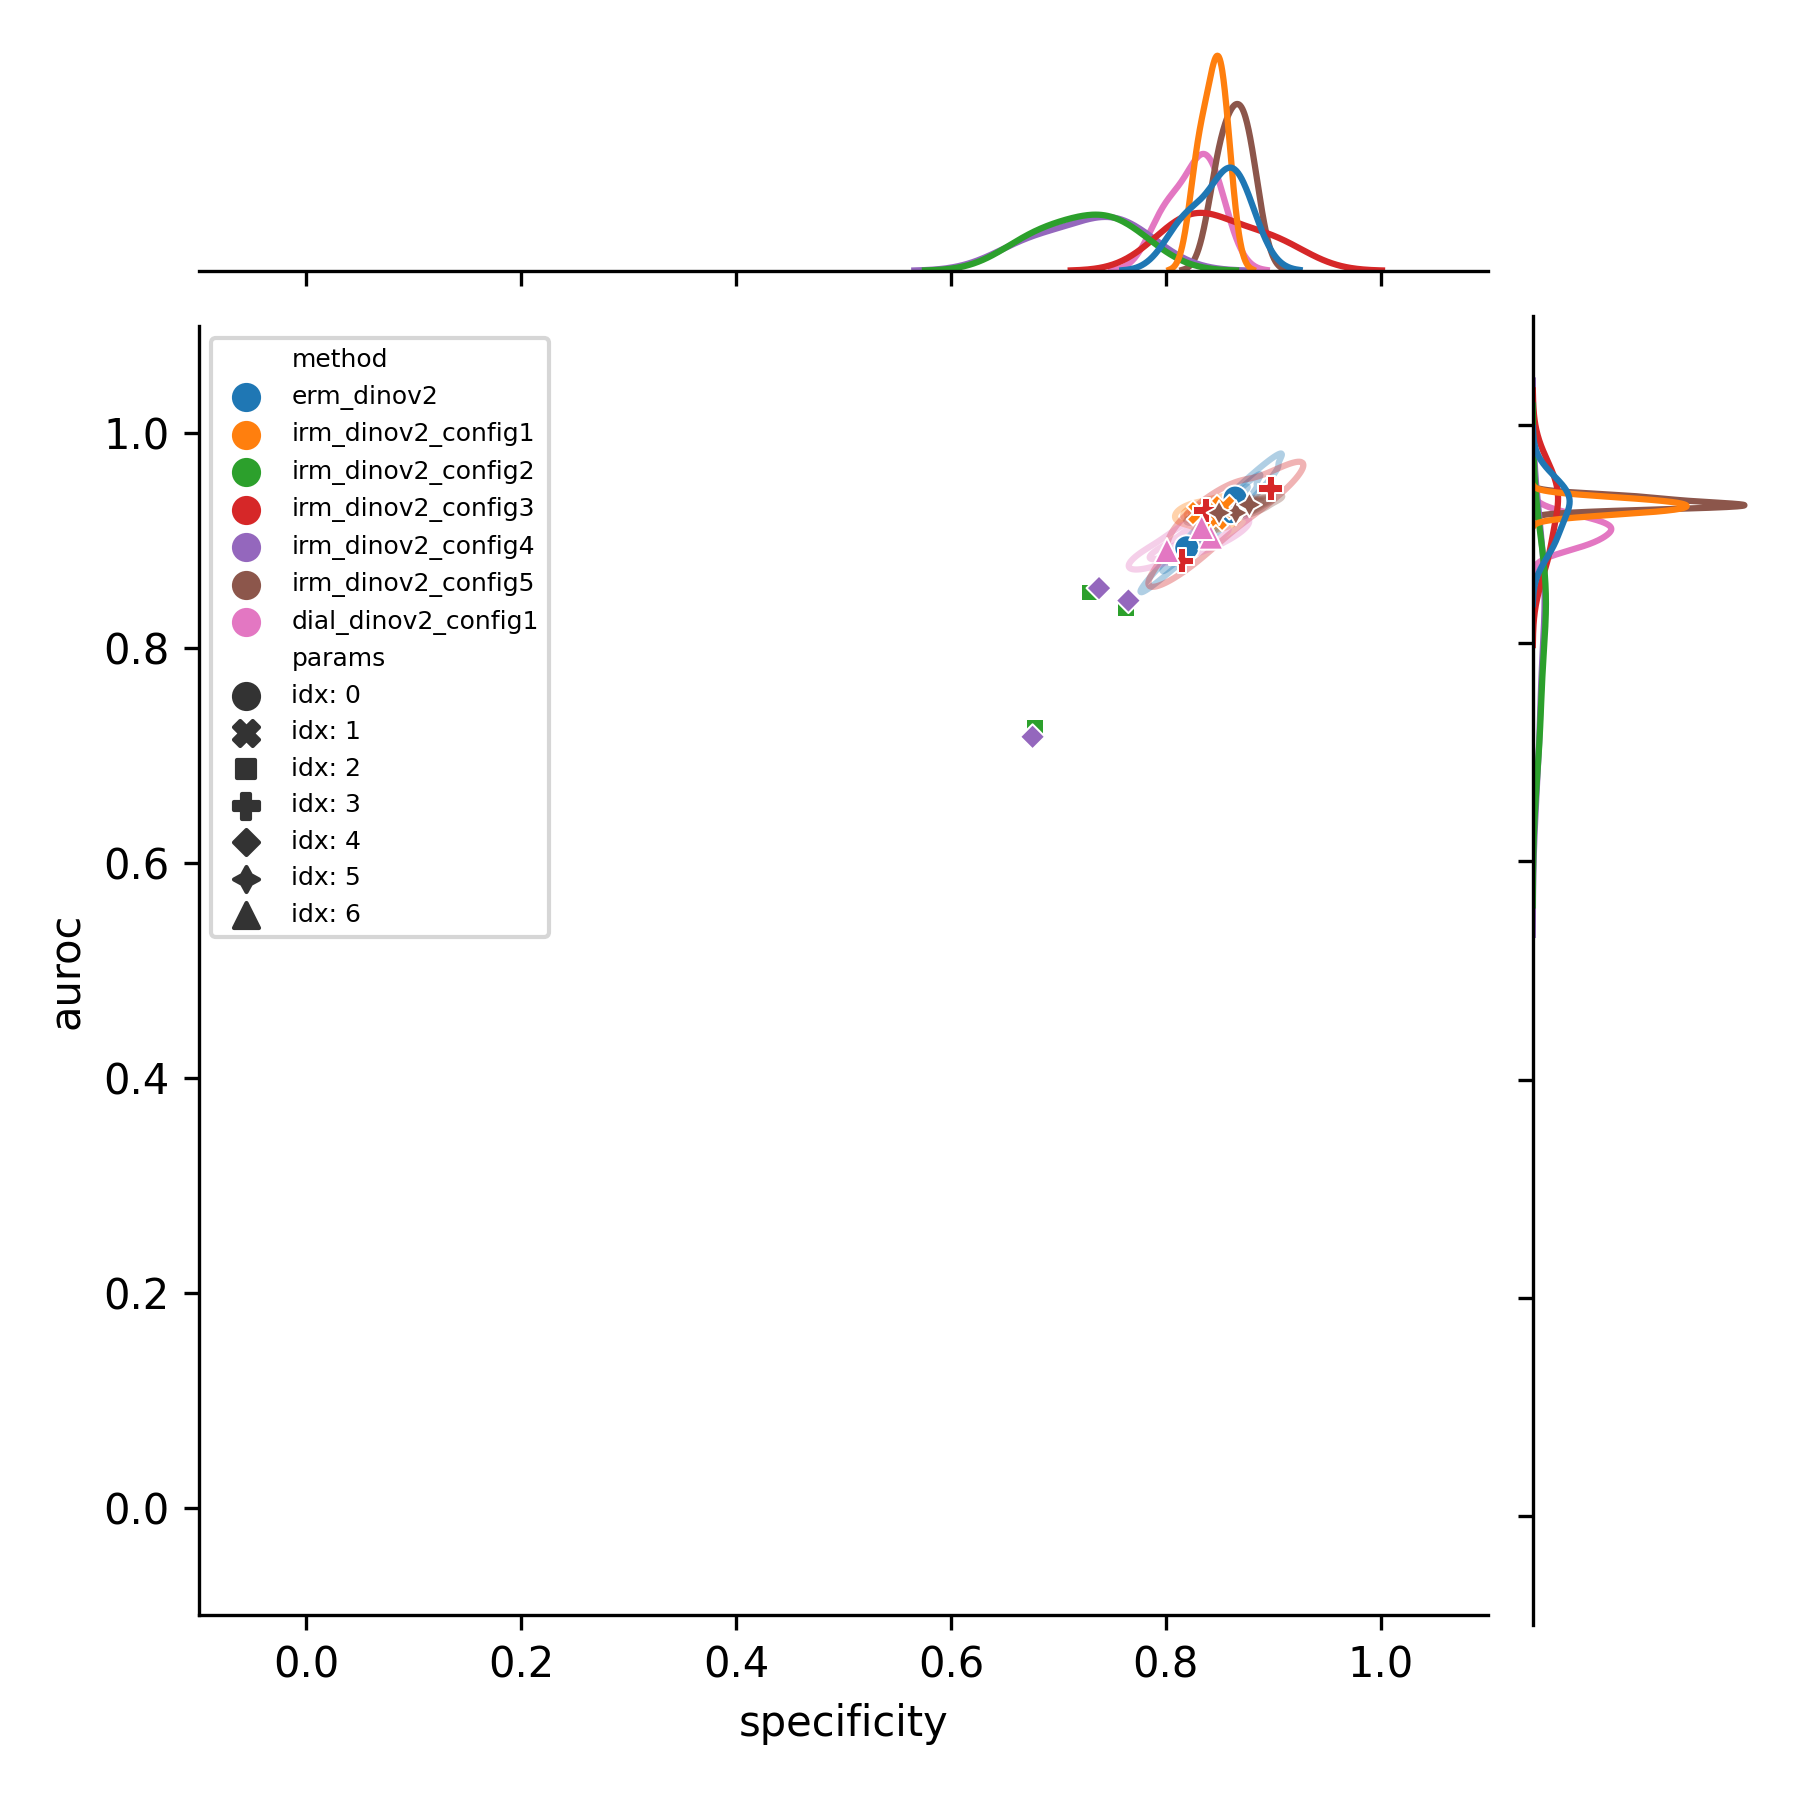 method
erm_dinov2
irm_dinov2_config1
irm_dinov2_config2
irm_dinov2_config3
irm_dinov2_config4
irm_dinov2_config5
dial_dinov2_config1
params
idx: 0
idx: 1
idx: 2
idx: 3
idx: 4
idx: 5
idx: 6
1.0
0.8
0.6
0.4
0.2
0.0
auroc
0.0 0.2 0.4 0.6 0.8 1.0
specificity